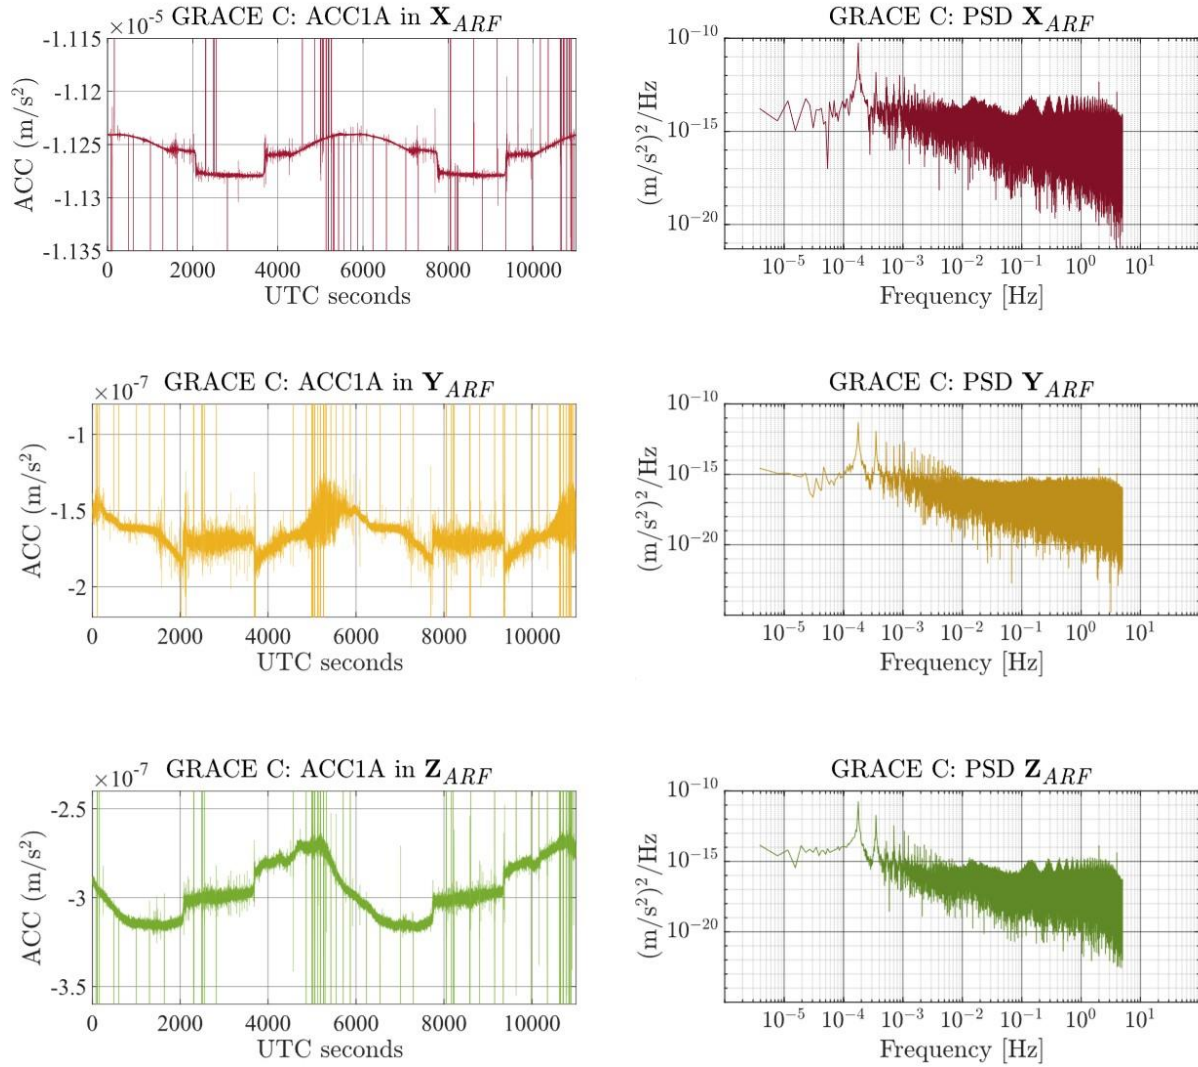 GRACE C: ACC1A in X_ARF
×10⁻⁵
-1.115
-1.12
-1.125
-1.13
-1.135
ACC (m/s²)
0 2000 4000 6000 8000 10000
UTC seconds
GRACE C: PSD X_ARF
10⁻¹⁰
10⁻¹⁵
10⁻²⁰
(m/s²)²/Hz
10⁻⁵ 10⁻⁴ 10⁻³ 10⁻² 10⁻¹ 10⁰ 10¹
Frequency [Hz]
GRACE C: ACC1A in Y_ARF
×10⁻⁷
-1
-1.5
-2
ACC (m/s²)
0 2000 4000 6000 8000 10000
UTC seconds
GRACE C: PSD Y_ARF
10⁻¹⁰
10⁻¹⁵
10⁻²⁰
(m/s²)²/Hz
10⁻⁵ 10⁻⁴ 10⁻³ 10⁻² 10⁻¹ 10⁰ 10¹
Frequency [Hz]
GRACE C: ACC1A in Z_ARF
×10⁻⁷
-2.5
-3
-3.5
ACC (m/s²)
0 2000 4000 6000 8000 10000
UTC seconds
GRACE C: PSD Z_ARF
10⁻¹⁰
10⁻¹⁵
10⁻²⁰
(m/s²)²/Hz
10⁻⁵ 10⁻⁴ 10⁻³ 10⁻² 10⁻¹ 10⁰ 10¹
Frequency [Hz]